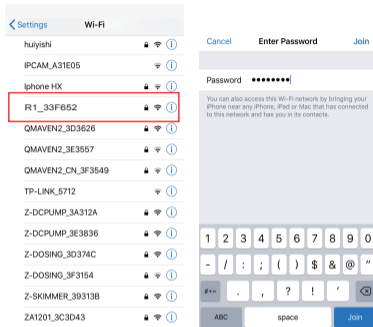 Settings
Wi-Fi
huiyishi
IPCAM_A31E05
Iphone HX
R1_33F652
QMAVEN2_3D3626
QMAVEN2_3E3557
QMAVEN2_CN_3F3549
TP-LINK_5712
Z-DCPUMP_3A312A
Z-DCPUMP_3E3836
Z-DOSING_3D374C
Z-DOSING_3F3154
Z-SKIMMER_39313B
ZA1201_3C3D43
Cancel Enter Password Join
Password ••••••••
You can also access this Wi-Fi network by bringing your
iPhone near any iPhone, iPad or Mac that has connected
to this network and has you in its contacts.
1 2 3 4 5 6 7 8 9 0
- / : ; ( ) $ & @ "
#+= . , ? ! '
ABC space Join